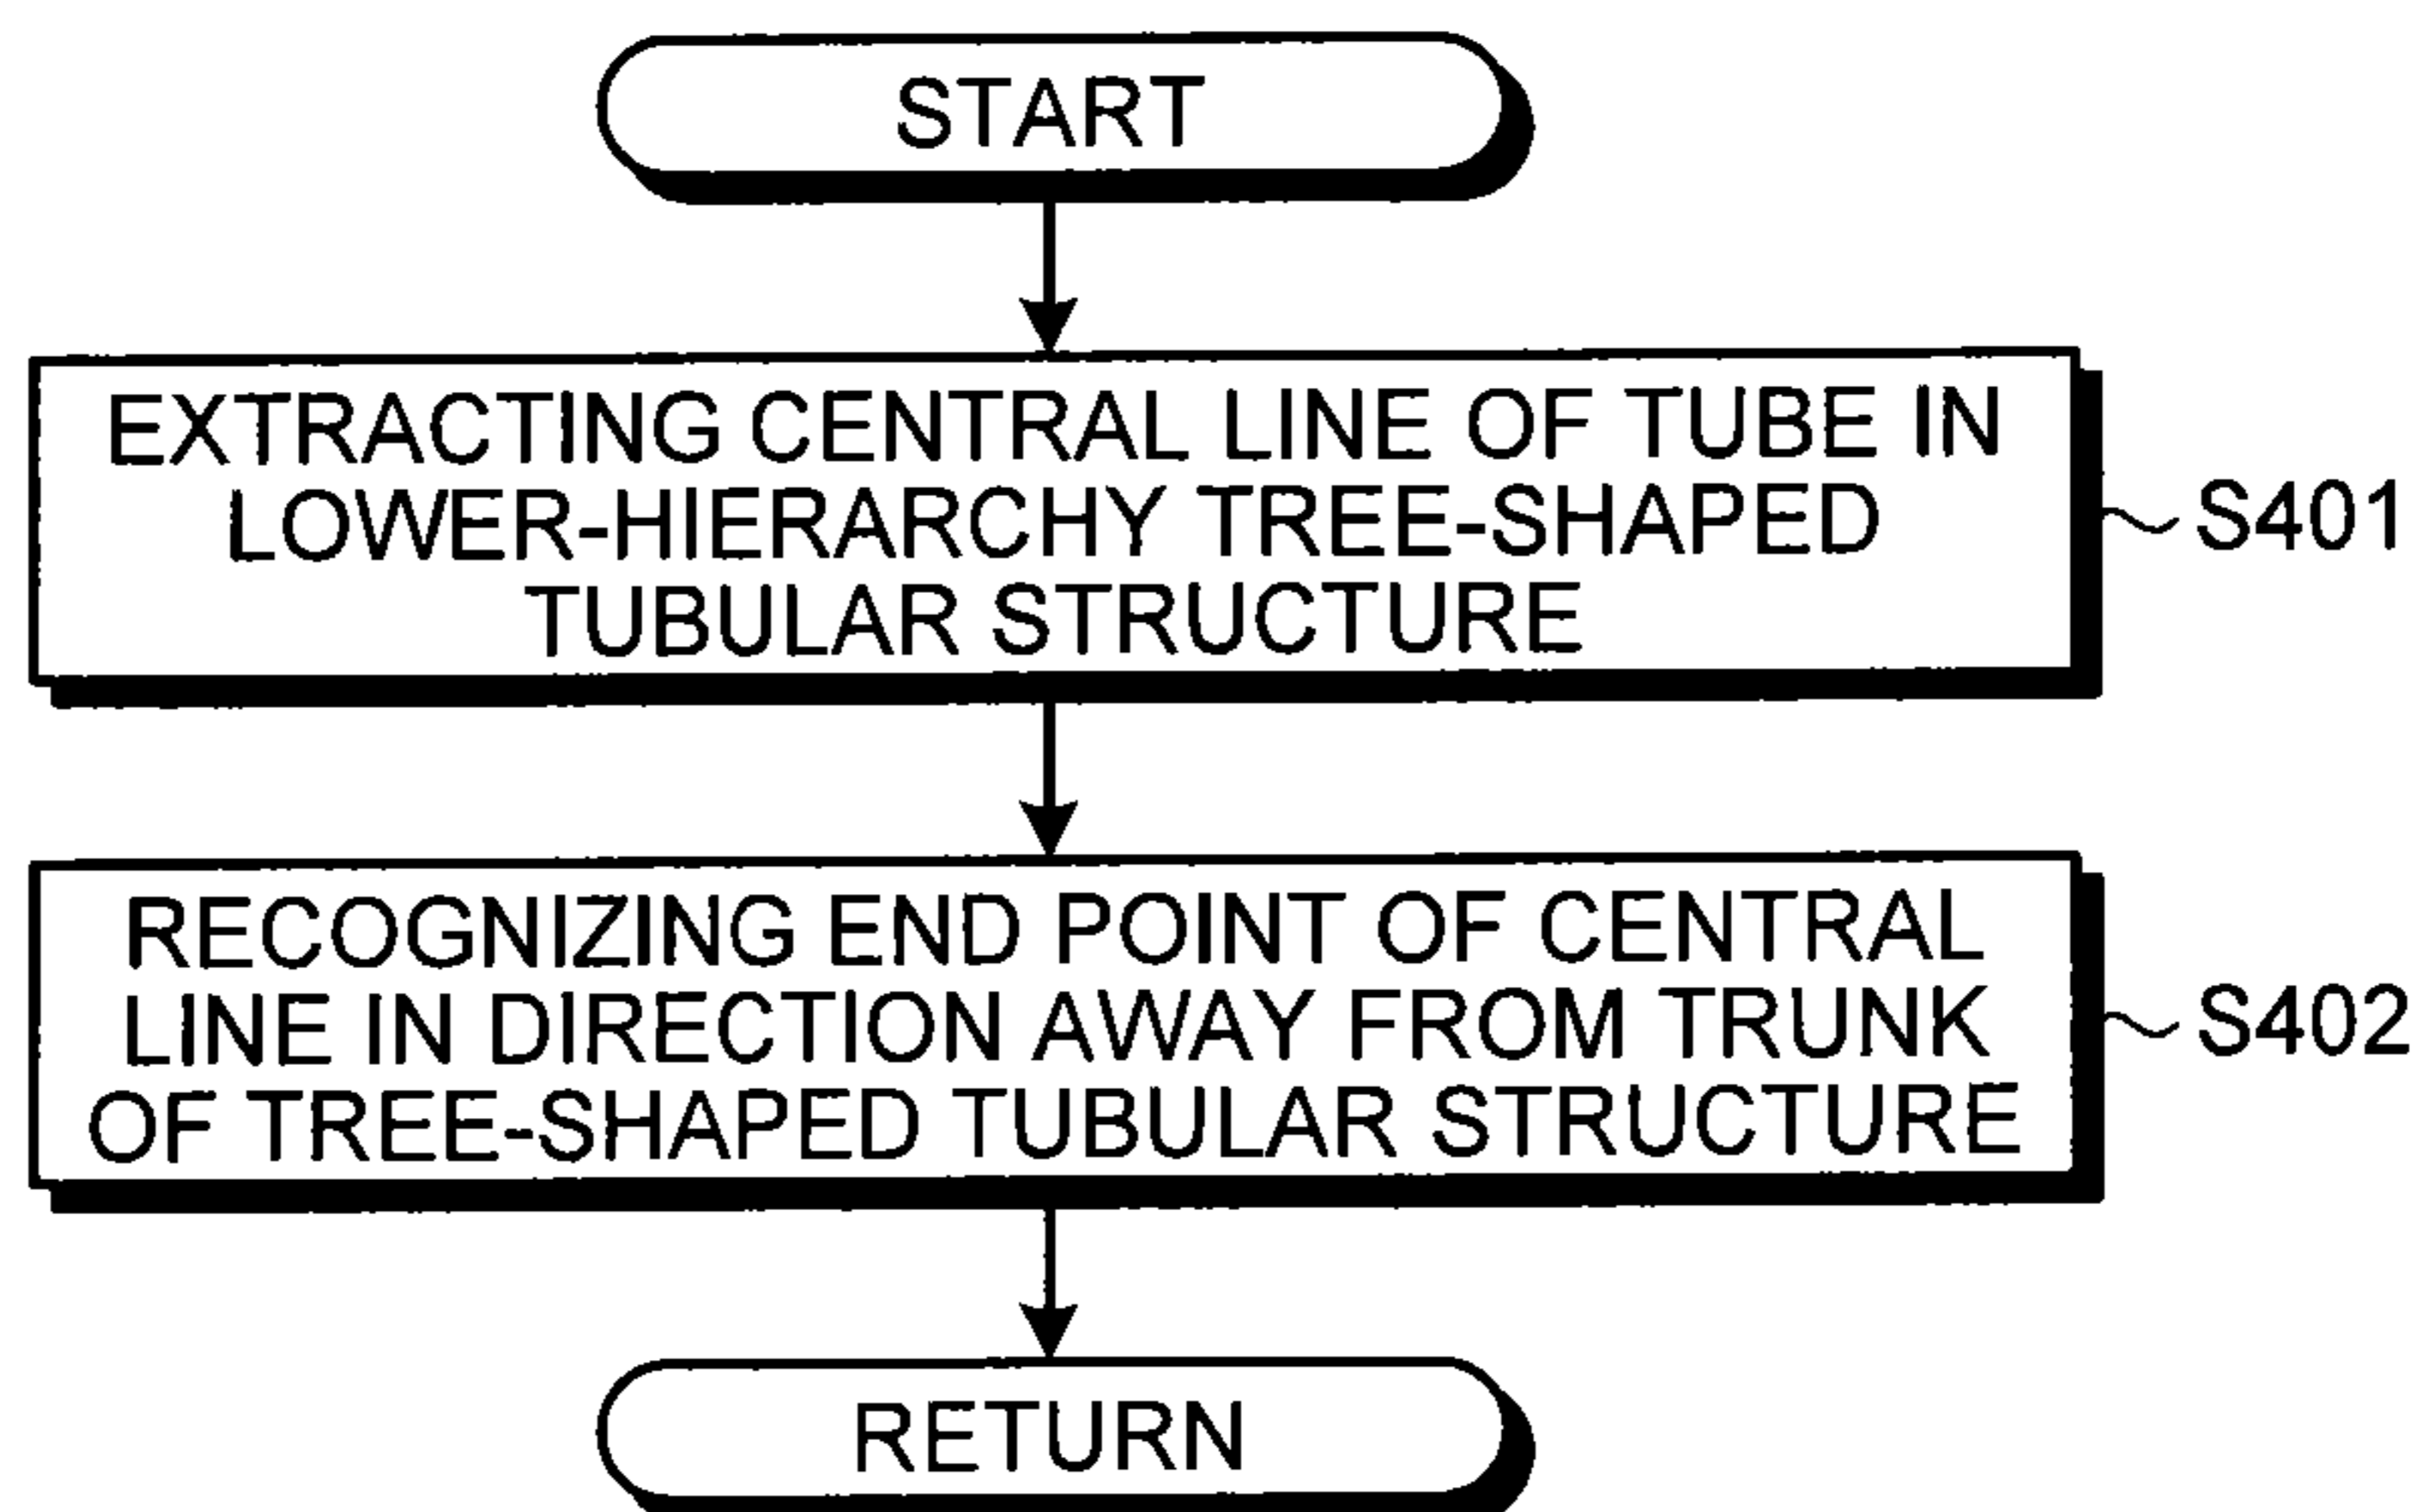 START
EXTRACTING CENTRAL LINE OF TUBE IN
LOWER-HIERARCHY TREE-SHAPED
TUBULAR STRUCTURE
S401
RECOGNIZING END POINT OF CENTRAL
LINE IN DIRECTION AWAY FROM TRUNK
OF TREE-SHAPED TUBULAR STRUCTURE
S402
RETURN